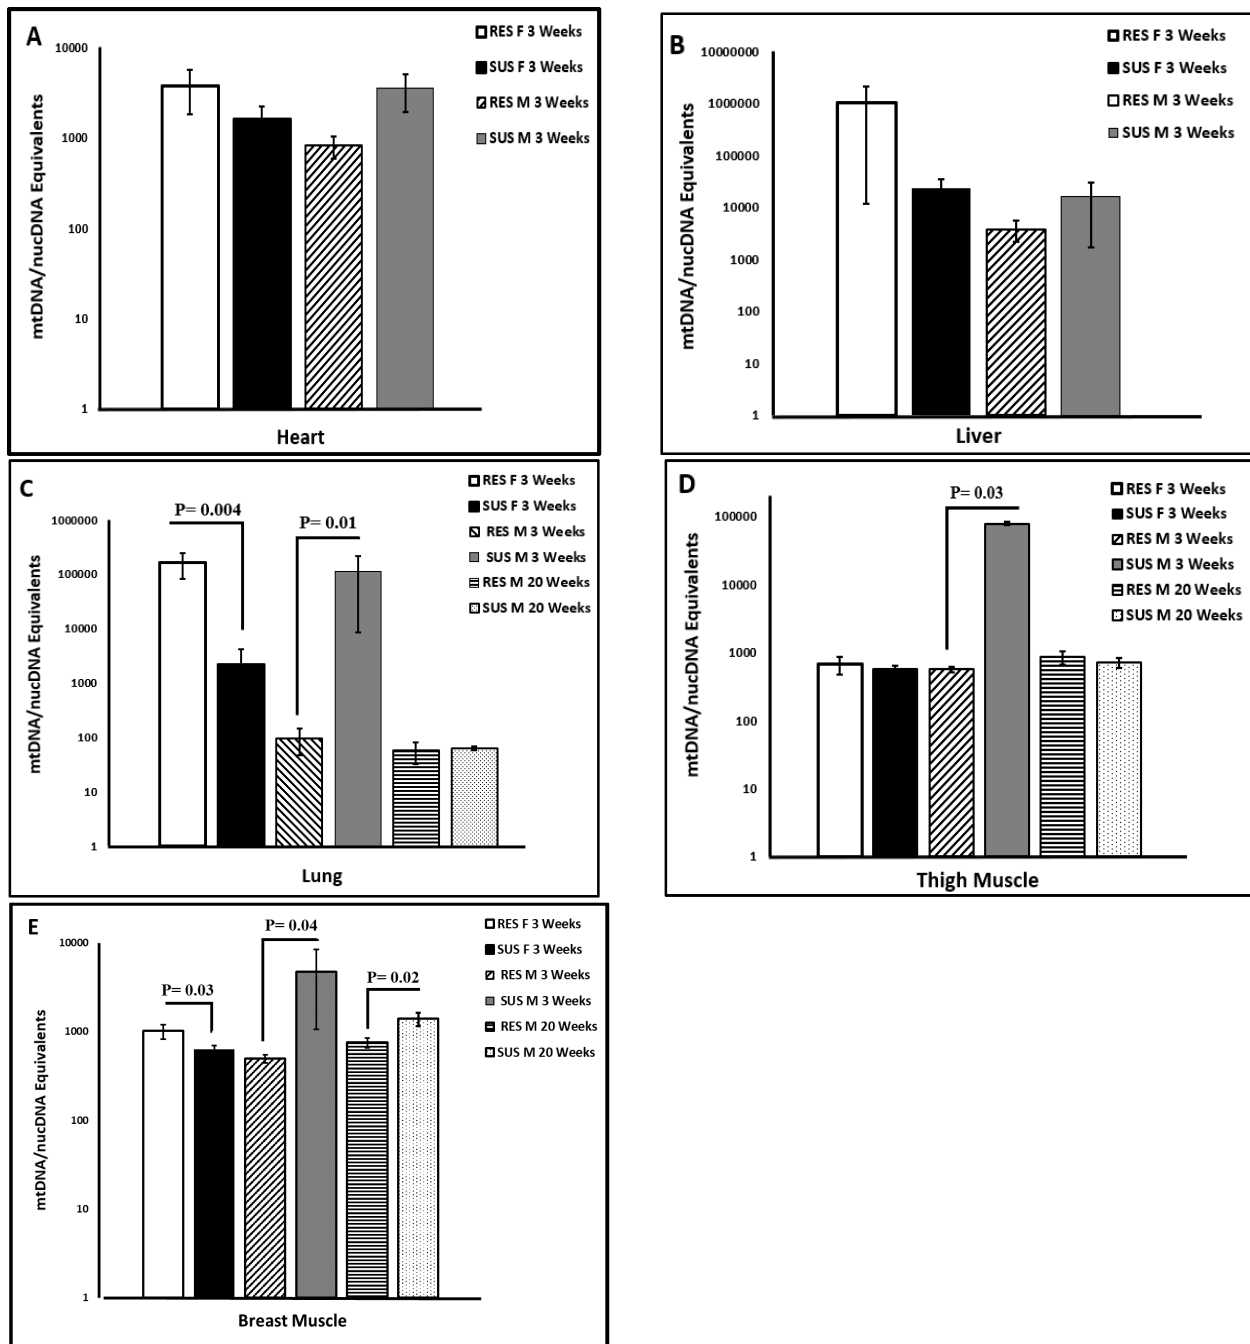 A
RES F 3 Weeks
SUS F 3 Weeks
RES M 3 Weeks
SUS M 3 Weeks
mtDNA/nucDNA Equivalents
10000
1000
100
10
1
Heart
B
RES F 3 Weeks
SUS F 3 Weeks
RES M 3 Weeks
SUS M 3 Weeks
mtDNA/nucDNA Equivalents
10000000
1000000
100000
10000
1000
100
10
1
Liver
C
RES F 3 Weeks
SUS F 3 Weeks
RES M 3 Weeks
SUS M 3 Weeks
RES M 20 Weeks
SUS M 20 Weeks
P= 0.004
P= 0.01
mtDNA/nucDNA Equivalents
1000000
100000
10000
1000
100
10
1
Lung
D
RES F 3 Weeks
SUS F 3 Weeks
RES M 3 Weeks
SUS M 3 Weeks
RES M 20 Weeks
SUS M 20 Weeks
P= 0.03
mtDNA/nucDNA Equivalents
100000
10000
1000
100
10
1
Thigh Muscle
E
RES F 3 Weeks
SUS F 3 Weeks
RES M 3 Weeks
SUS M 3 Weeks
RES M 20 Weeks
SUS M 20 Weeks
P= 0.03
P= 0.04
P= 0.02
mtDNA/nucDNA Equivalents
10000
1000
100
10
1
Breast Muscle